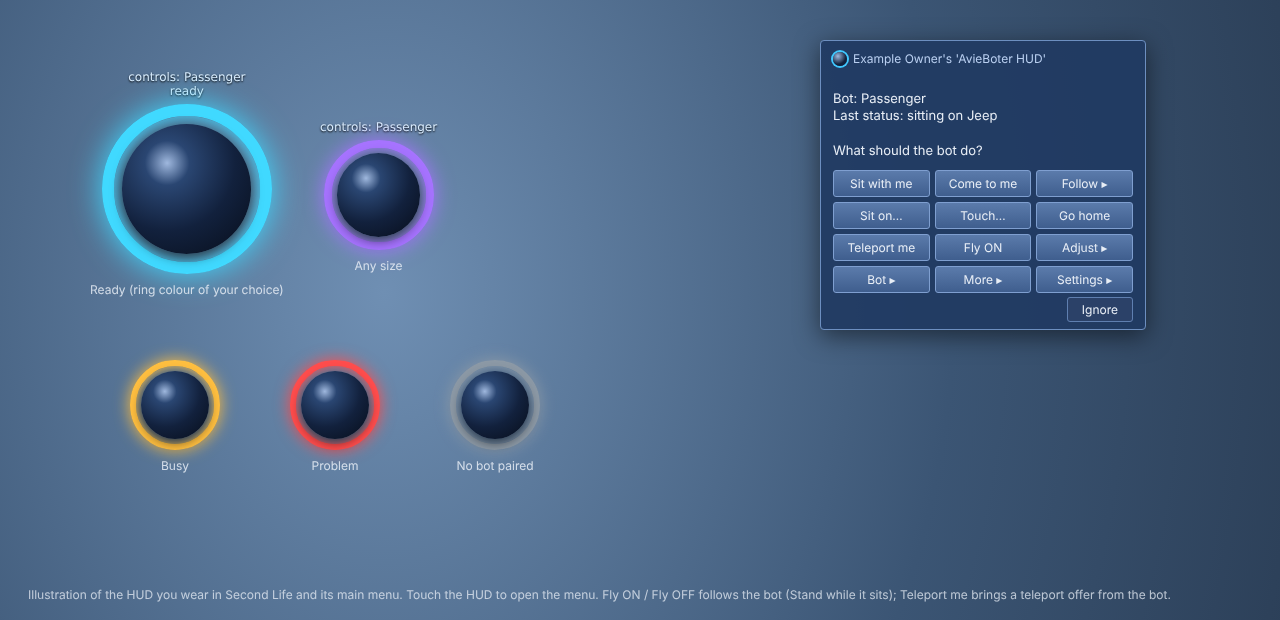 controls: Passenger
ready
Ready (ring colour of your choice)
controls: Passenger
Any size
Busy
Problem
No bot paired
Example Owner's 'AvieBoter HUD'
Bot: Passenger
Last status: sitting on Jeep
What should the bot do?
Sit with me
Come to me
Follow ▸
Sit on...
Touch...
Go home
Teleport me
Fly ON
Adjust ▸
Bot ▸
More ▸
Settings ▸
Ignore
Illustration of the HUD you wear in Second Life and its main menu. Touch the HUD to open the menu. Fly ON / Fly OFF follows the bot (Stand while it sits); Teleport me brings a teleport offer from the bot.